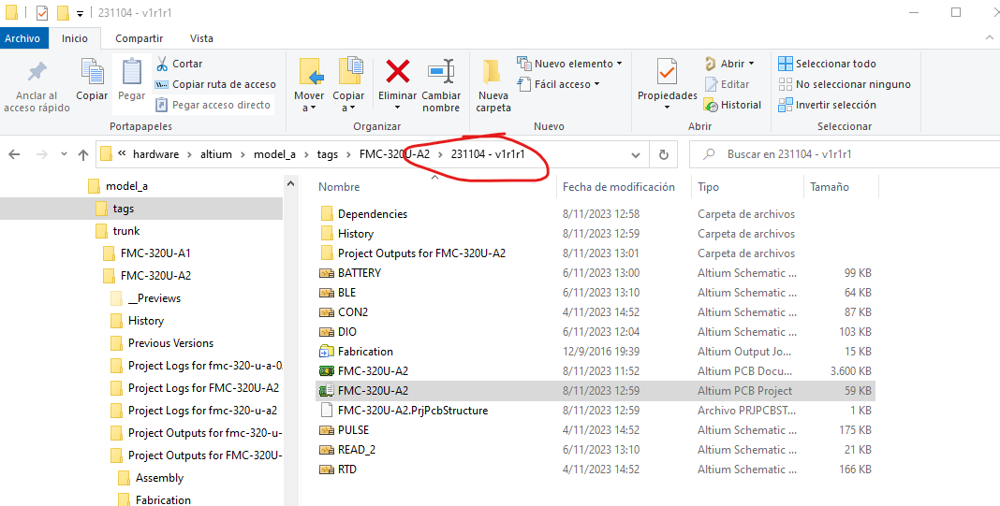 231104 - v1r1r1
Archivo Inicio Compartir Vista
Anclar al acceso rápido
Copiar
Pegar
Cortar
Copiar ruta de acceso
Pegar acceso directo
Portapapeles
Mover a
Copiar a
Eliminar
Cambiar nombre
Organizar
Nueva carpeta
Nuevo elemento
Fácil acceso
Nuevo
Propiedades
Abrir
Editar
Historial
Abrir
Seleccionar todo
No seleccionar ninguno
Invertir selección
Seleccionar
« hardware › altium › model_a › tags › FMC-320U-A2 › 231104 - v1r1r1
Buscar en 231104 - v1r1r1
model_a
tags
trunk
FMC-320U-A1
FMC-320U-A2
__Previews
History
Previous Versions
Project Logs for fmc-320-u-a-0
Project Logs for FMC-320U-A2
Project Logs for fmc-320-u-a2
Project Outputs for fmc-320-u-
Project Outputs for FMC-320U-
Assembly
Fabrication
Nombre Fecha de modificación Tipo Tamaño
Dependencies 8/11/2023 12:58 Carpeta de archivos
History 8/11/2023 12:59 Carpeta de archivos
Project Outputs for FMC-320U-A2 8/11/2023 13:01 Carpeta de archivos
BATTERY 6/11/2023 13:00 Altium Schematic ... 99 KB
BLE 6/11/2023 13:10 Altium Schematic ... 64 KB
CON2 4/11/2023 14:52 Altium Schematic ... 87 KB
DIO 6/11/2023 12:04 Altium Schematic ... 103 KB
Fabrication 12/9/2016 19:39 Altium Output Jo... 15 KB
FMC-320U-A2 8/11/2023 11:52 Altium PCB Docu... 3.600 KB
FMC-320U-A2 8/11/2023 12:59 Altium PCB Project 59 KB
FMC-320U-A2.PrjPcbStructure 8/11/2023 12:59 Archivo PRJPCBST... 1 KB
PULSE 4/11/2023 14:52 Altium Schematic ... 175 KB
READ_2 6/11/2023 13:10 Altium Schematic ... 21 KB
RTD 4/11/2023 14:52 Altium Schematic ... 166 KB